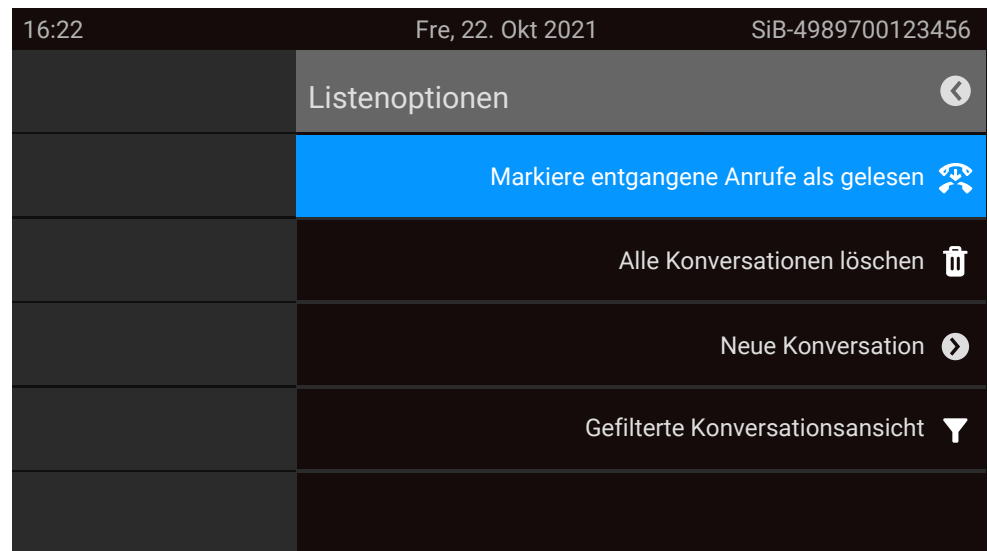 16:22 Fre, 22. Okt 2021 SiB-4989700123456
Listenoptionen
Markiere entgangene Anrufe als gelesen
Alle Konversationen löschen
Neue Konversation
Gefilterte Konversationsansicht